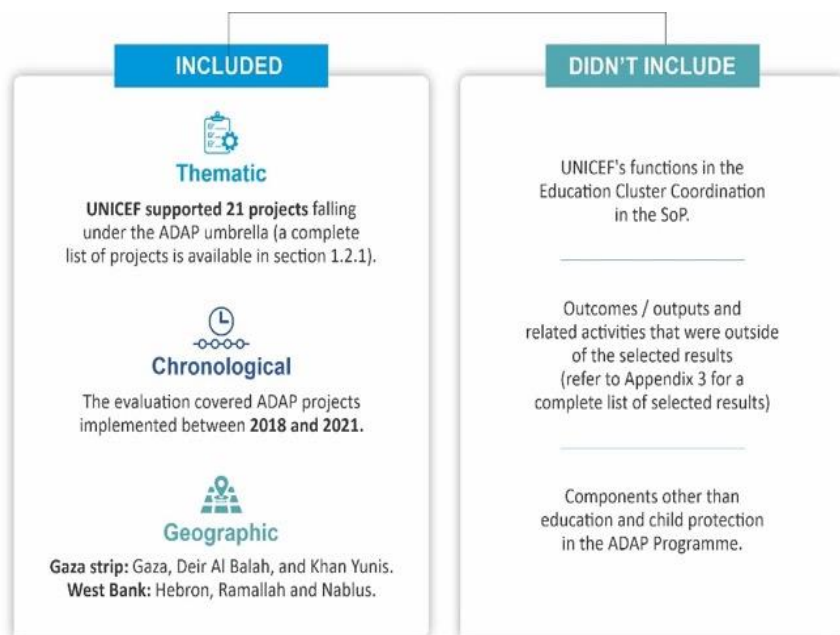 INCLUDED
Thematic
UNICEF supported 21 projects falling
under the ADAP umbrella (a complete
list of projects is available in section 1.2.1).
Chronological
The evaluation covered ADAP projects
implemented between 2018 and 2021.
Geographic
Gaza strip: Gaza, Deir Al Balah, and Khan Yunis.
West Bank: Hebron, Ramallah and Nablus.
DIDN'T INCLUDE
UNICEF's functions in the
Education Cluster Coordination
in the SoP.
Outcomes / outputs and
related activities that were outside
of the selected results
(refer to Appendix 3 for a
complete list of selected results)
Components other than
education and child protection
in the ADAP Programme.